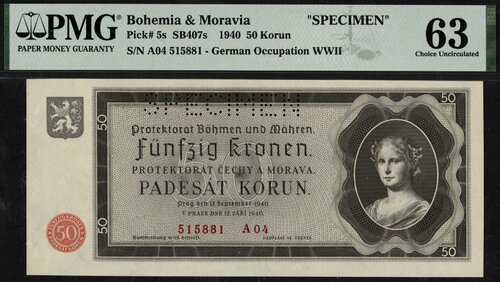 PMG
PAPER MONEY GUARANTY
Bohemia & Moravia "SPECIMEN"
Pick# 5s SB407s 1940 50 Korun
S/N A04 515881 - German Occupation WWII
63
Choice Uncirculated
SPECIMEN
50
50
Protektorat Böhmen und Mähren.
Fünfzig Kronen.
PROTEKTORÁT ČECHY A MORAVA.
PADESÁT KORUN.
Prag den 12. September 1940.
V PRAZE DNE 12. ZÁŘÍ 1940.
515881 A04
50
50